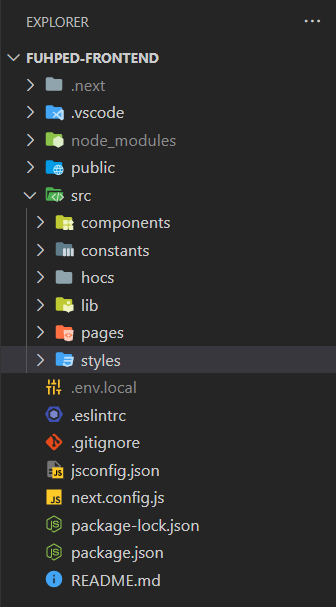 EXPLORER
FUHPED-FRONTEND
.next
.vscode
node_modules
public
src
components
constants
hocs
lib
pages
styles
.env.local
.eslintrc
.gitignore
jsconfig.json
next.config.js
package-lock.json
package.json
README.md